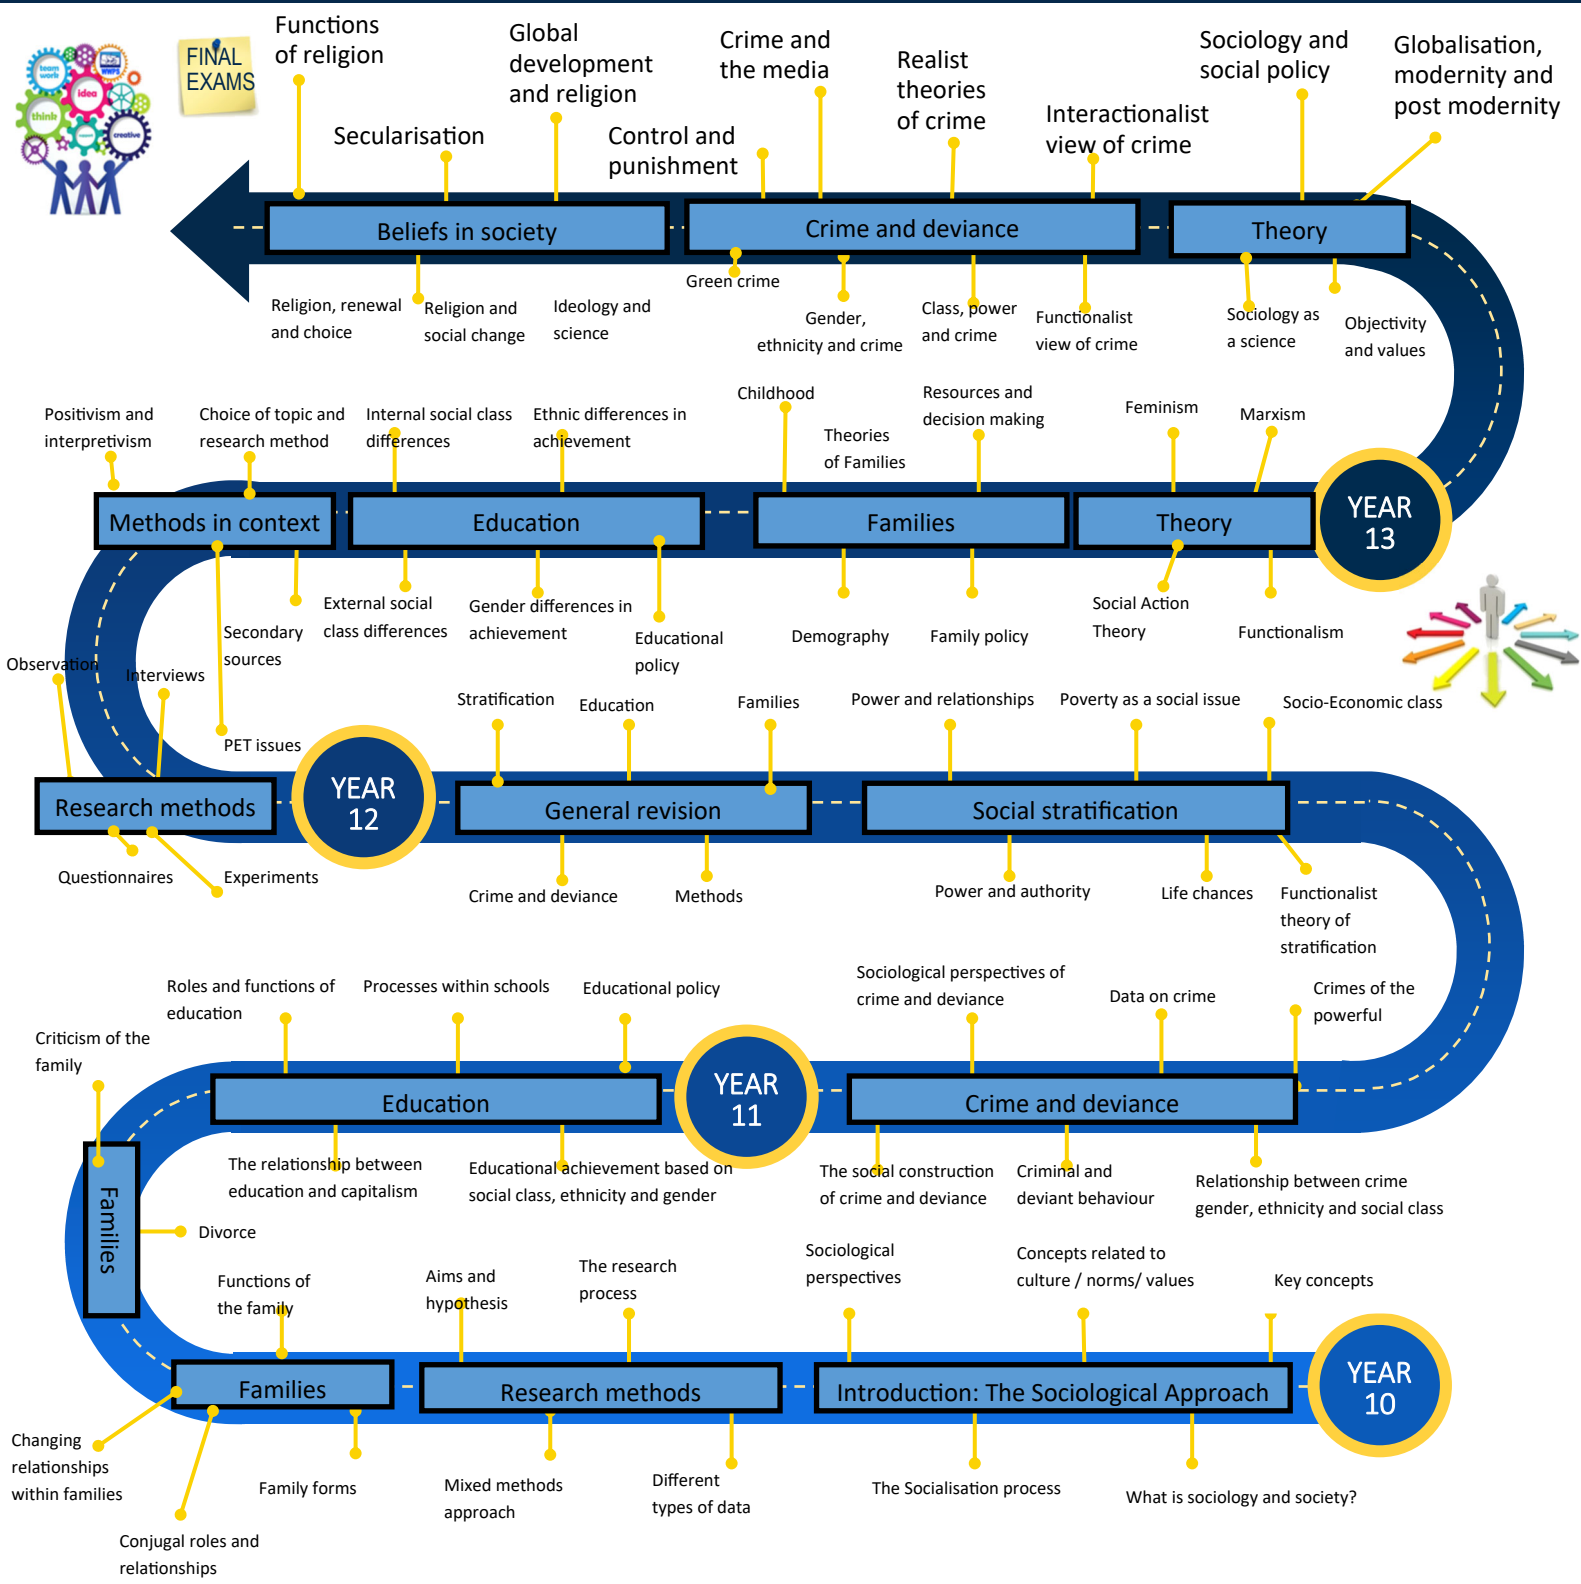 team
work
idea
WWPS
think
creative
FINAL
EXAMS
Functions
of religion
Secularisation
Global
development
and religion
Control and
punishment
Crime and
the media
Realist
theories
of crime
Interactionalist
view of crime
Sociology and
social policy
Globalisation,
modernity and
post modernity
Beliefs in society
Crime and deviance
Theory
Religion, renewal
and choice
Religion and
social change
Ideology and
science
Green crime
Gender,
ethnicity and crime
Class, power
and crime
Functionalist
view of crime
Sociology as
a science
Objectivity
and values
Positivism and
interpretivism
Choice of topic and
research method
Internal social class
differences
Ethnic differences in
achievement
Childhood
Theories
of Families
Resources and
decision making
Feminism
Marxism
Methods in context
Education
Families
Theory
YEAR
13
Secondary
sources
External social
class differences
Gender differences in
achievement
Educational
policy
Demography
Family policy
Social Action
Theory
Functionalism
Observation
Interviews
PET issues
Stratification
Education
Families
Power and relationships
Poverty as a social issue
Socio-Economic class
Research methods
YEAR
12
General revision
Social stratification
Questionnaires
Experiments
Crime and deviance
Methods
Power and authority
Life chances
Functionalist
theory of
stratification
Criticism of the
family
Roles and functions of
education
Processes within schools
Educational policy
Sociological perspectives of
crime and deviance
Data on crime
Crimes of the
powerful
Education
YEAR
11
Crime and deviance
The relationship between
education and capitalism
Educational achievement based on
social class, ethnicity and gender
The social construction
of crime and deviance
Criminal and
deviant behaviour
Relationship between crime
gender, ethnicity and social class
Families
Divorce
Functions of
the family
Aims and
hypothesis
The research
process
Sociological
perspectives
Concepts related to
culture / norms/ values
Key concepts
Families
Research methods
Introduction: The Sociological Approach
YEAR
10
Changing
relationships
within families
Conjugal roles and
relationships
Family forms
Mixed methods
approach
Different
types of data
The Socialisation process
What is sociology and society?